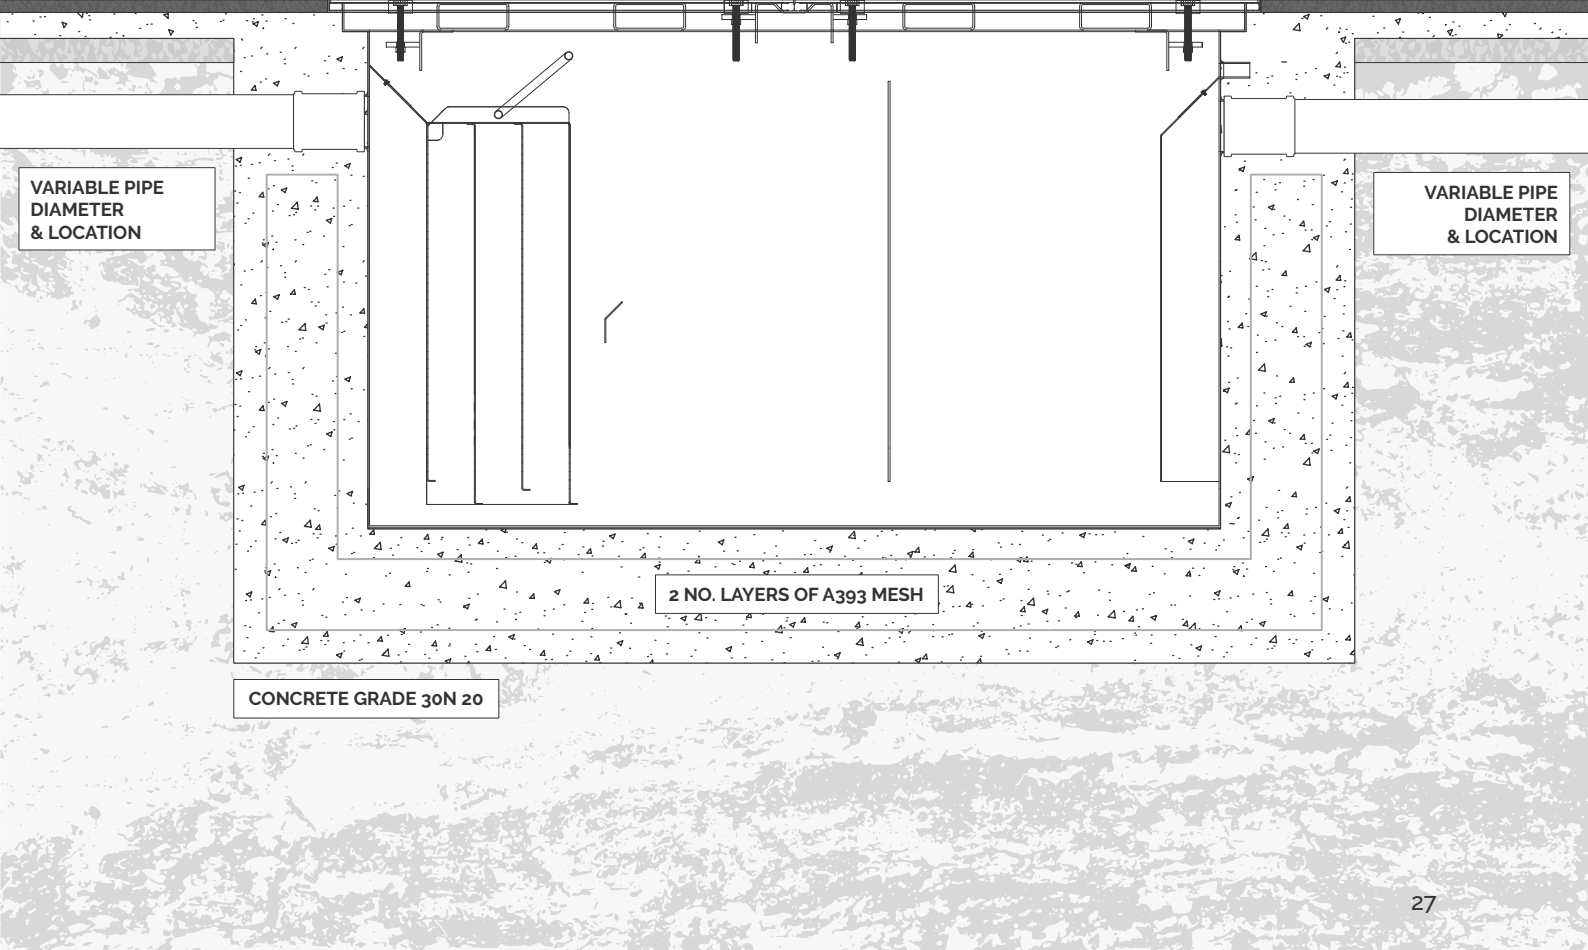 VARIABLE PIPE
DIAMETER
& LOCATION
VARIABLE PIPE
DIAMETER
& LOCATION
2 NO. LAYERS OF A393 MESH
CONCRETE GRADE 30N 20
27